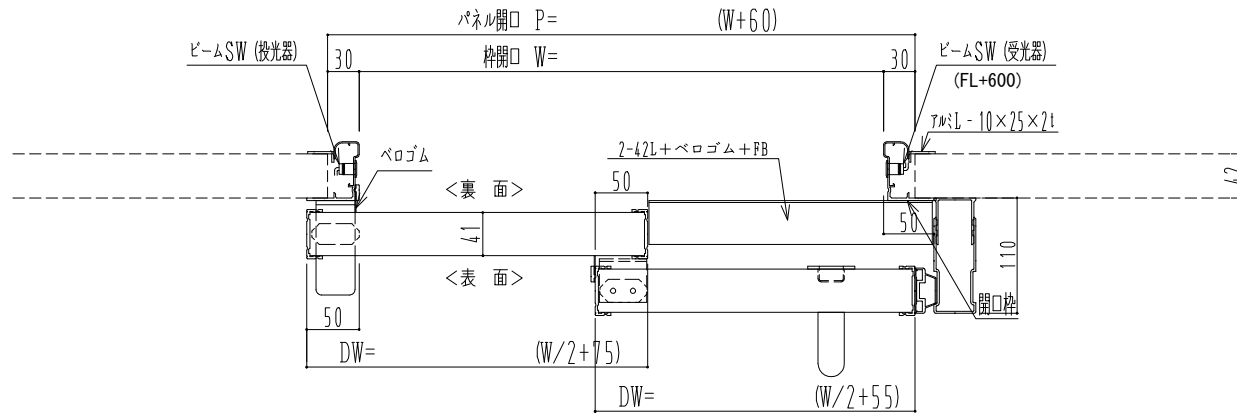 パネル開口 P= (W+60)
ビームSW (投光器)
30
枠開口 W=
30
ビームSW (受光器)
(FL+600)
アルミL - 10×25×2t
ベロゴム
2-42L+ベロゴム+FB
<裏 面>
50
42
41
50
110
<表 面>
開口枠
50
DW= (W/2+75)
DW= (W/2+55)